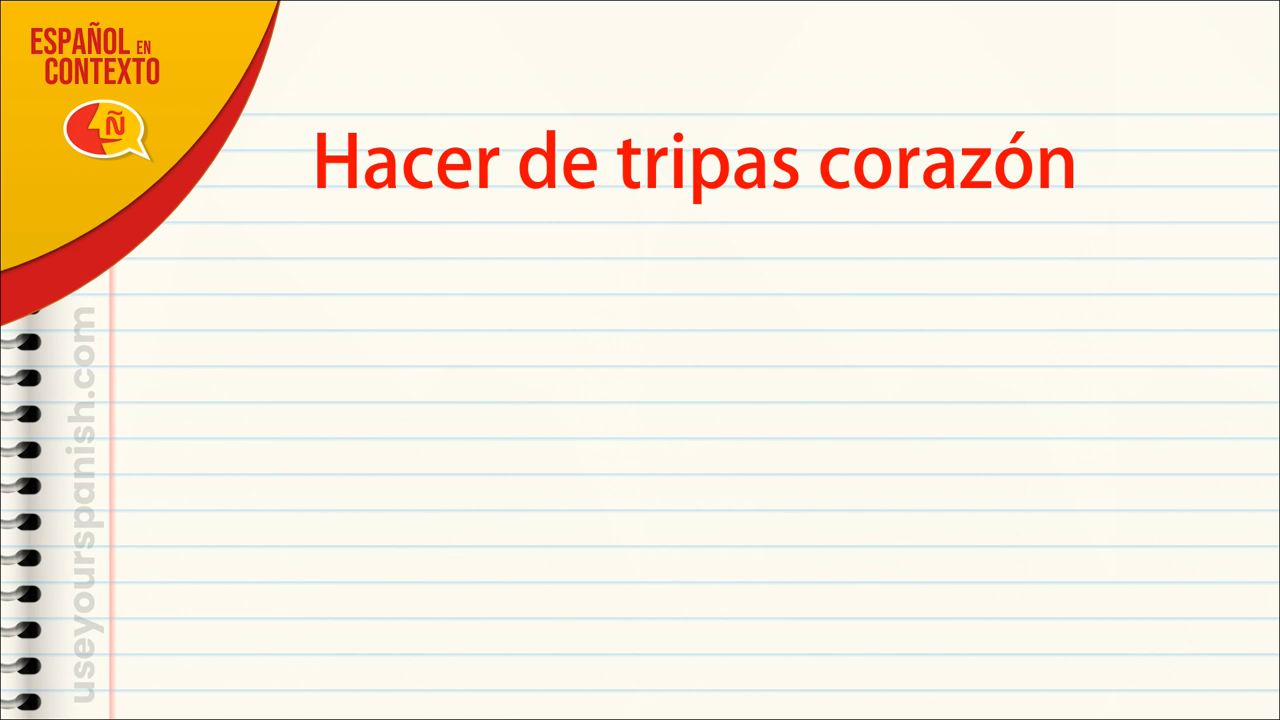 ESPAÑOL EN
CONTEXTO
Ñ
Hacer de tripas corazón
useyourspanish.com